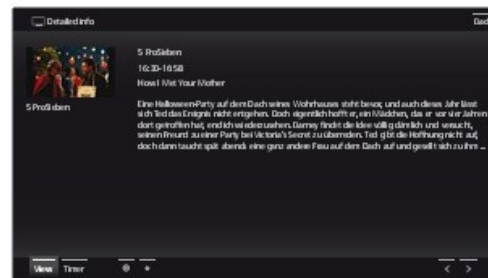 Detailed info
Back
5 ProSieben
16:30-16:58
How I Met Your Mother
5 ProSieben
Eine Halloween-Party auf dem Dach seines Wohnhauses steht bevor, und auch dieses Jahr lässt
sich Ted das Ereignis nicht entgehen. Doch eigentlich hofft er, ein Mädchen, das er vor vier Jahren
dort getroffen hat, endlich wiederzusehen. Barney findet die Idee völlig dämlich und versucht,
seinen Freund zu einer Party bei Victoria's Secret zu überreden. Ted gibt die Hoffnung nicht auf,
doch dann taucht spät abends eine ganz andere Frau auf dem Dach auf und gesellt sich zu ihm ...
View Timer